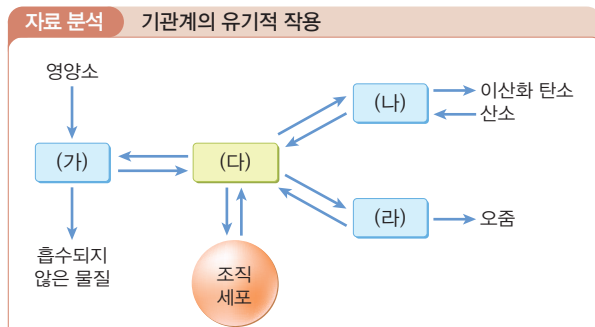 자료 분석 기관계의 유기적 작용
영양소
(가)
흡수되지
않은 물질
(다)
조직
세포
(나)
이산화 탄소
산소
(라)
오줌